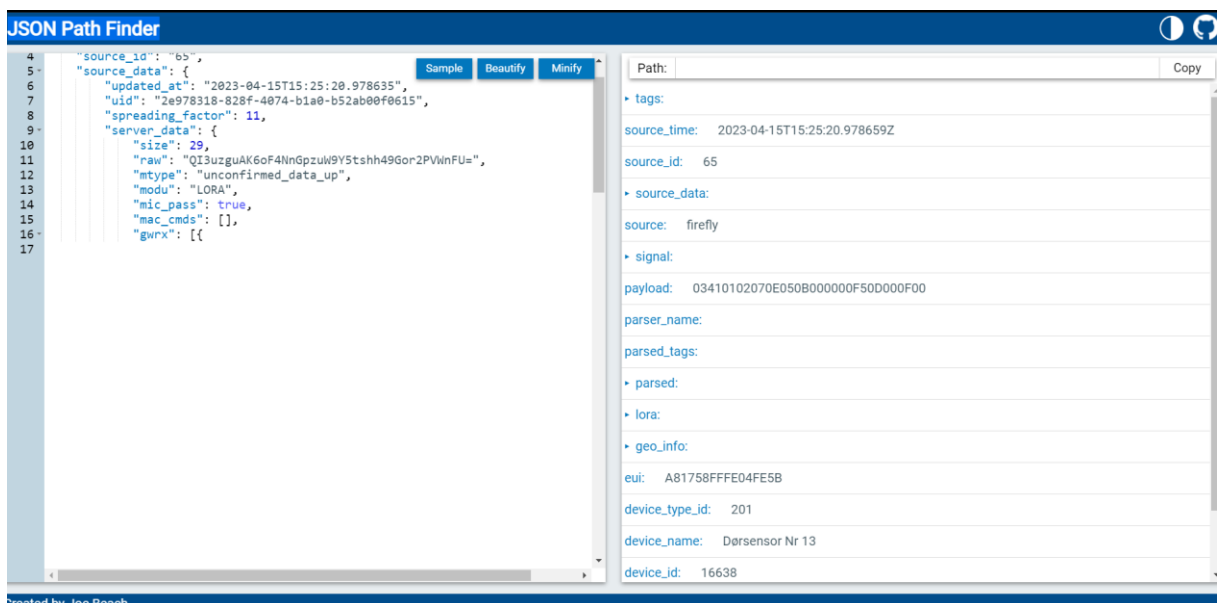 JSON Path Finder
4 "source_id": "65",
5 "source_data": {
6 "updated_at": "2023-04-15T15:25:20.978635",
7 "uid": "2e978318-828f-4074-b1a0-b52ab00f0615",
8 "spreading_factor": 11,
9 "server_data": {
10 "size": 29,
11 "raw": "QI3uzguAK6oF4NnGpzuW9Y5tshh49Gor2PVWnFU=",
12 "mtype": "unconfirmed_data_up",
13 "modu": "LORA",
14 "mic_pass": true,
15 "mac_cmds": [],
16 "gwrx": [{
17
Sample Beautify Minify
Path: Copy
tags:
source_time: 2023-04-15T15:25:20.978659Z
source_id: 65
source_data:
source: firefly
signal:
payload: 03410102070E050B000000F50D000F00
parser_name:
parsed_tags:
parsed:
lora:
geo_info:
eui: A81758FFFE04FE5B
device_type_id: 201
device_name: Dørsensor Nr 13
device_id: 16638
Created by Joe Beach